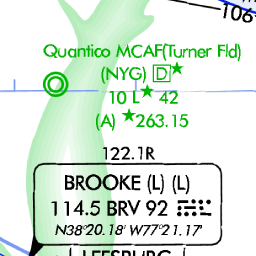 106
Quantico MCAF(Turner Fld)
(NYG) D★
10 L★ 42
(A) ★263.15
122.1R
BROOKE (L) (L)
114.5 BRV 92
N38°20.18' W77°21.17'
LEESBURG